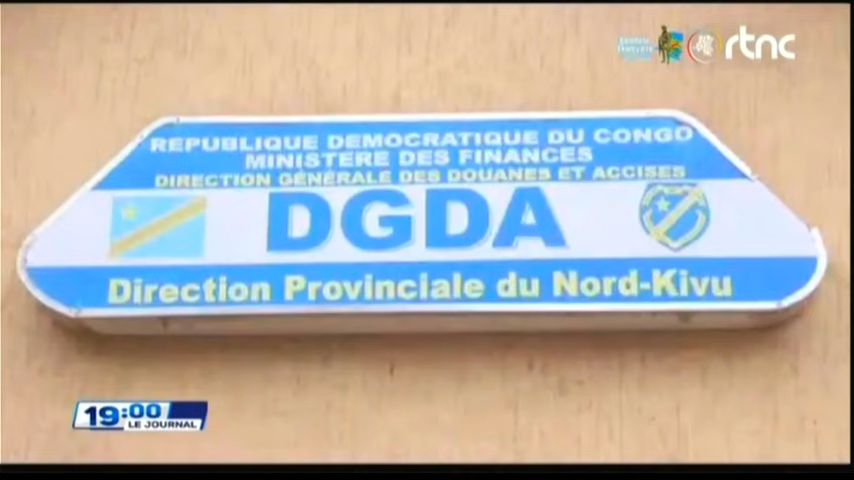 rtnc
REPUBLIQUE DEMOCRATIQUE DU CONGO
MINISTERE DES FINANCES
DIRECTION GÉNÉRALE DES DOUANES ET ACCISES
DGDA
Direction Provinciale du Nord-Kivu
19:00
LE JOURNAL